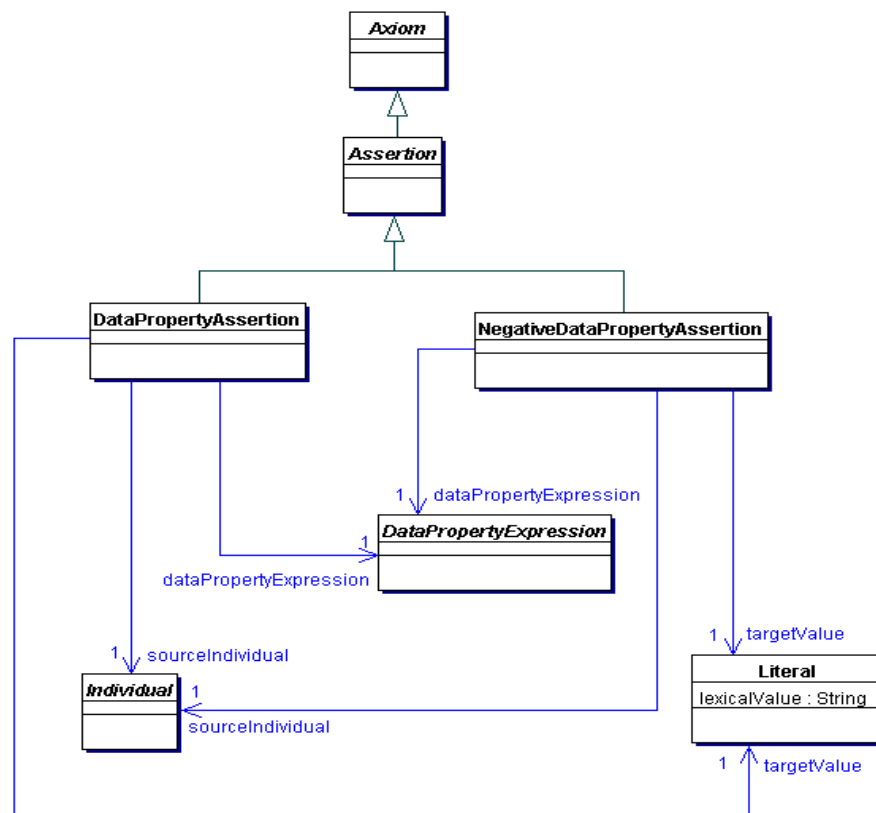 Axiom
Assertion
DataPropertyAssertion
NegativeDataPropertyAssertion
1 dataPropertyExpression
DataPropertyExpression
1
dataPropertyExpression
1 targetValue
1 sourceIndividual
Literal
Individual
1
lexicalValue : String
sourceIndividual
1 targetValue